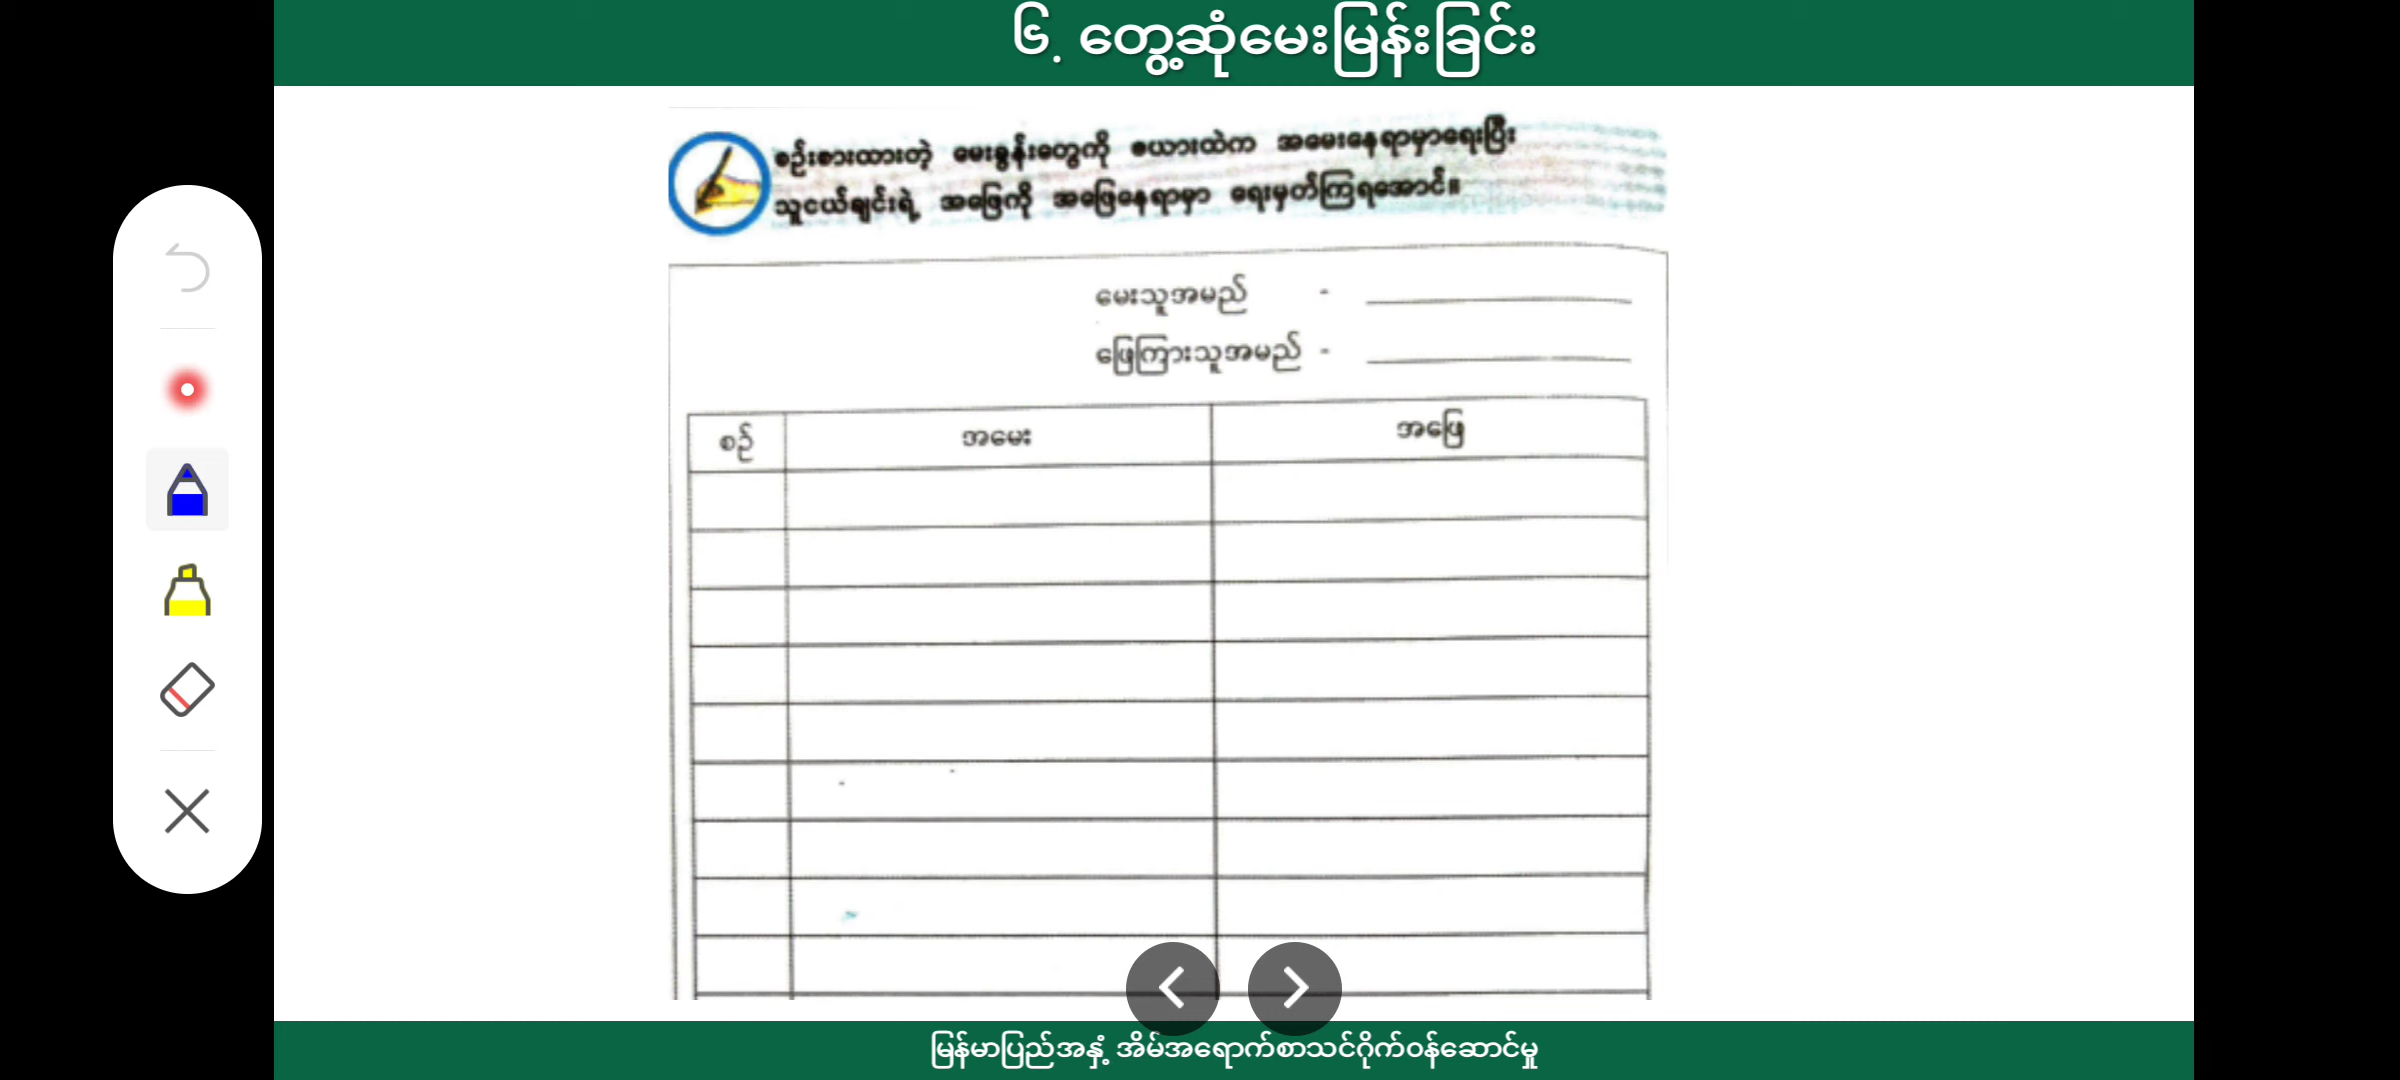 ၆. တွေ့ဆုံမေးမြန်းခြင်း
စဉ်းစားထားတဲ့ မေးခွန်းတွေကို ဇယားထဲက အမေးနေရာမှာရေးပြီး
သူငယ်ချင်းရဲ့ အဖြေကို အဖြေနေရာမှာ ရေးမှတ်ကြရအောင်။
မေးသူအမည် -
ဖြေကြားသူအမည် -
စဉ် အမေး အဖြေ
မြန်မာပြည်အနှံ့ အိမ်အရောက်စာသင်ဂိုက်ဝန်ဆောင်မှု